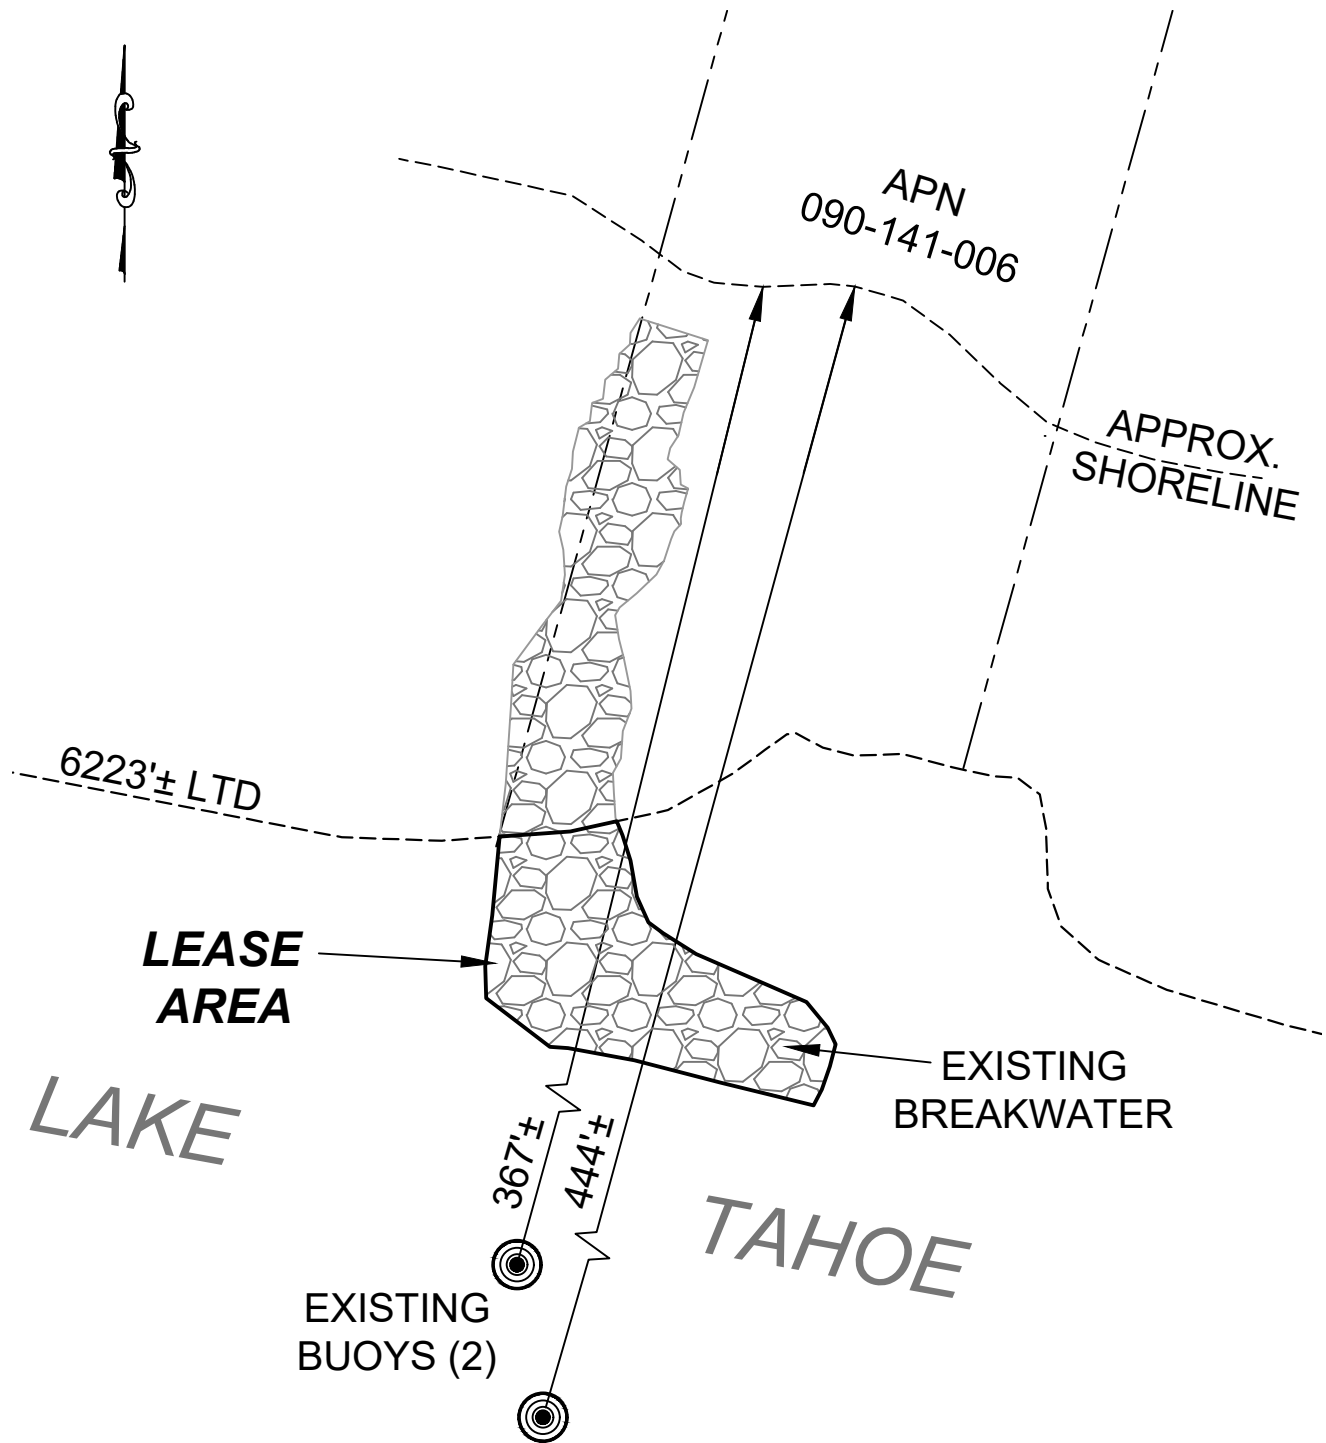 APN
090-141-006
APPROX.
SHORELINE
6223'± LTD
LEASE
AREA
EXISTING
BREAKWATER
LAKE
TAHOE
367'±
444'±
EXISTING
BUOYS (2)